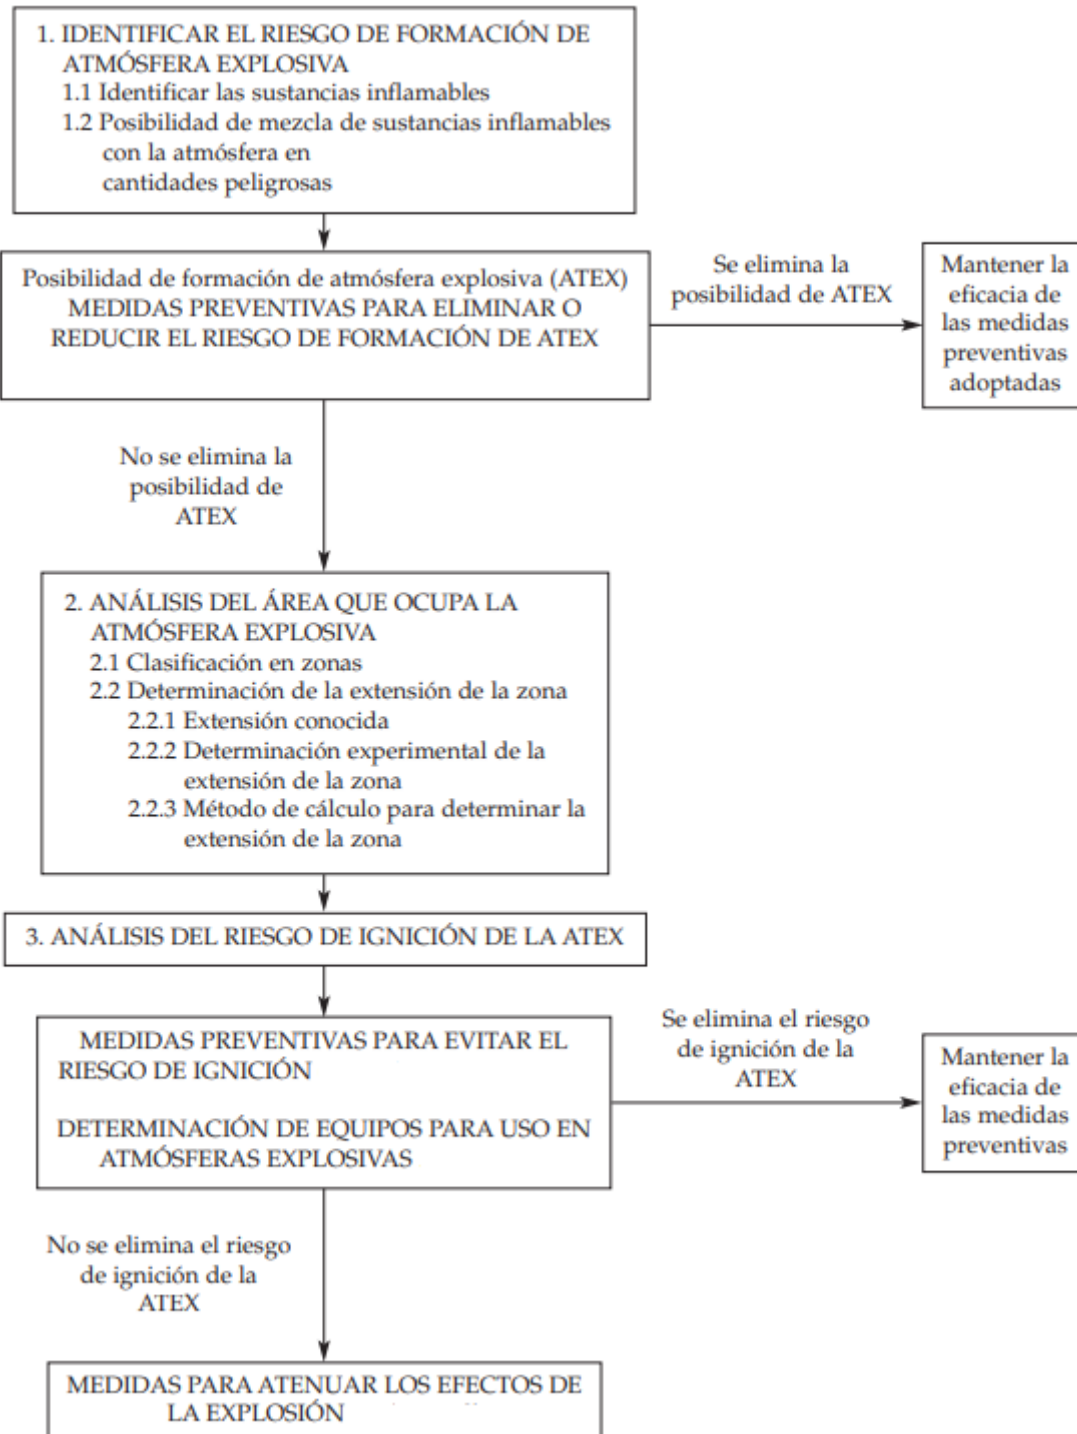 1. IDENTIFICAR EL RIESGO DE FORMACIÓN DE
ATMÓSFERA EXPLOSIVA
1.1 Identificar las sustancias inflamables
1.2 Posibilidad de mezcla de sustancias inflamables
con la atmósfera en
cantidades peligrosas
Posibilidad de formación de atmósfera explosiva (ATEX)
MEDIDAS PREVENTIVAS PARA ELIMINAR O
REDUCIR EL RIESGO DE FORMACIÓN DE ATEX
Se elimina la
posibilidad de ATEX
Mantener la
eficacia de
las medidas
preventivas
adoptadas
No se elimina la
posibilidad de
ATEX
2. ANÁLISIS DEL ÁREA QUE OCUPA LA
ATMÓSFERA EXPLOSIVA
2.1 Clasificación en zonas
2.2 Determinación de la extensión de la zona
2.2.1 Extensión conocida
2.2.2 Determinación experimental de la
extensión de la zona
2.2.3 Método de cálculo para determinar la
extensión de la zona
3. ANÁLISIS DEL RIESGO DE IGNICIÓN DE LA ATEX
MEDIDAS PREVENTIVAS PARA EVITAR EL
RIESGO DE IGNICIÓN
DETERMINACIÓN DE EQUIPOS PARA USO EN
ATMÓSFERAS EXPLOSIVAS
Se elimina el riesgo
de ignición de la
ATEX
Mantener la
eficacia de
las medidas
preventivas
No se elimina el riesgo
de ignición de la
ATEX
MEDIDAS PARA ATENUAR LOS EFECTOS DE
LA EXPLOSIÓN